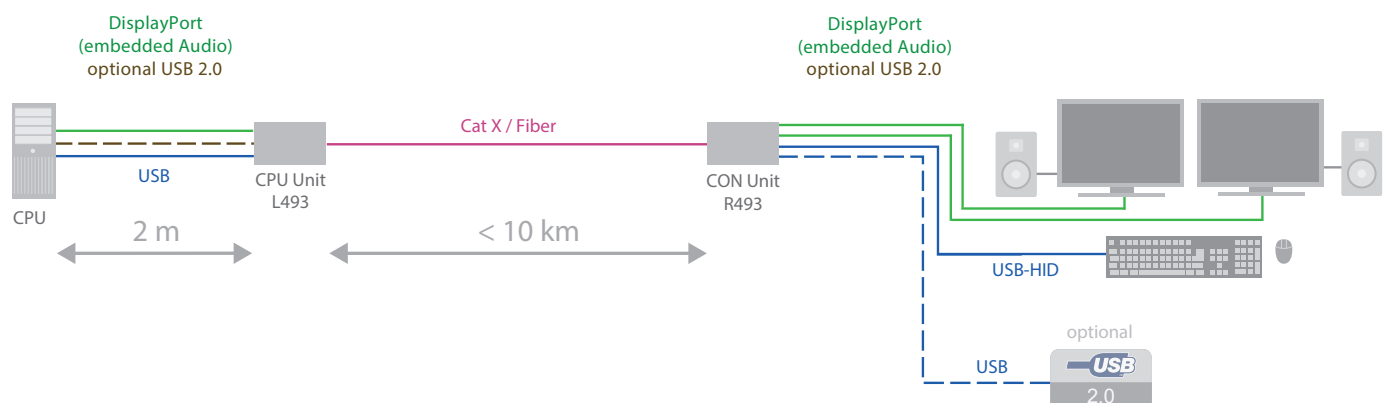 DisplayPort
(embedded Audio)
optional USB 2.0
DisplayPort
(embedded Audio)
optional USB 2.0
Cat X / Fiber
USB
CPU Unit
L493
CON Unit
R493
CPU
2 m
< 10 km
USB-HID
optional
USB
USB
2.0